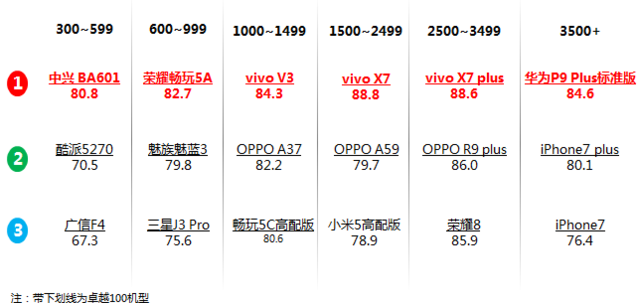 300~599 600~999 1000~1499 1500~2499 2500~3499 3500+
1 中兴 BA601 荣耀畅玩5A vivo V3 vivo X7 vivo X7 plus 华为P9 Plus标准版
80.8 82.7 84.3 88.8 88.6 84.6
2 酷派5270 魅族魅蓝3 OPPO A37 OPPO A59 OPPO R9 plus iPhone7 plus
70.5 79.8 82.2 79.7 86.0 80.1
3 广信F4 三星J3 Pro 畅玩5C高配版 小米5高配版 荣耀8 iPhone7
67.3 75.6 80.6 78.9 85.9 76.4
注：带下划线为卓越100机型